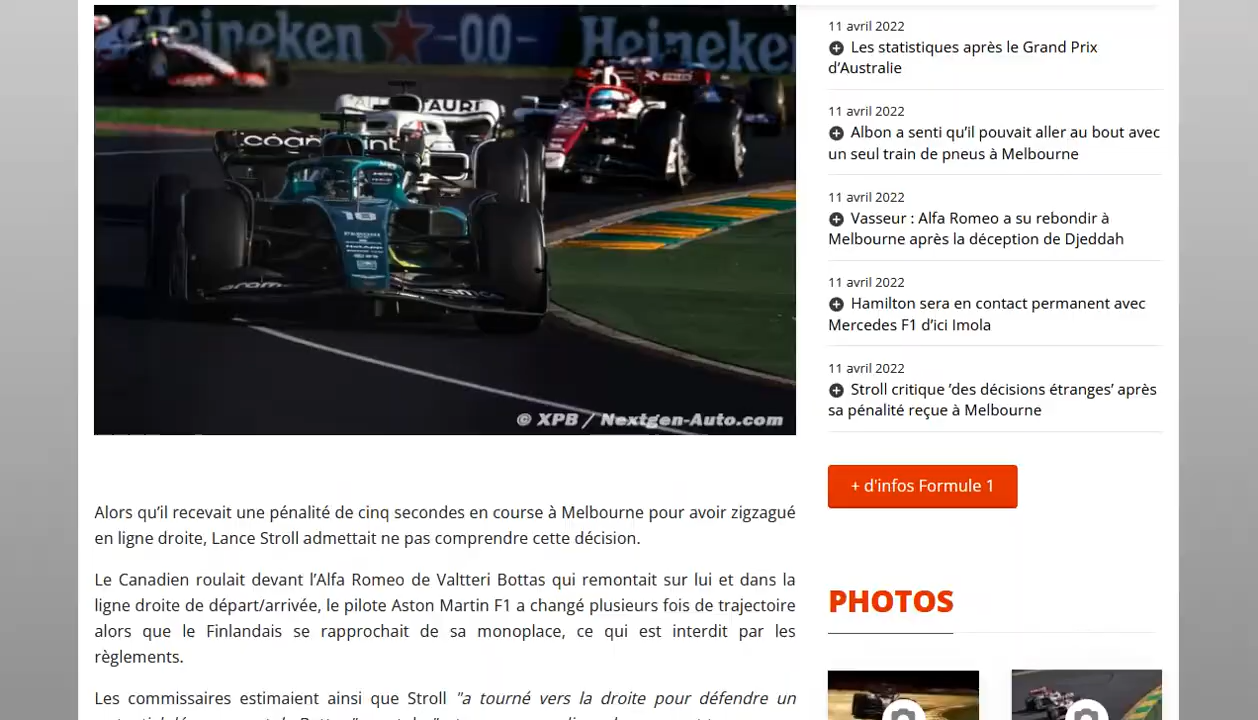 Heineken
-00-
Heineken
TAURI
cognizant
18
aramco
© XPB / Nextgen-Auto.com
Alors qu’il recevait une pénalité de cinq secondes en course à Melbourne pour avoir zigzagué
en ligne droite, Lance Stroll admettait ne pas comprendre cette décision.
Le Canadien roulait devant l’Alfa Romeo de Valtteri Bottas qui remontait sur lui et dans la
ligne droite de départ/arrivée, le pilote Aston Martin F1 a changé plusieurs fois de trajectoire
alors que le Finlandais se rapprochait de sa monoplace, ce qui est interdit par les
règlements.
Les commissaires estimaient ainsi que Stroll "a tourné vers la droite pour défendre un
11 avril 2022
Les statistiques après le Grand Prix
d’Australie
11 avril 2022
Albon a senti qu’il pouvait aller au bout avec
un seul train de pneus à Melbourne
11 avril 2022
Vasseur : Alfa Romeo a su rebondir à
Melbourne après la déception de Djeddah
11 avril 2022
Hamilton sera en contact permanent avec
Mercedes F1 d’ici Imola
11 avril 2022
Stroll critique ’des décisions étranges’ après
sa pénalité reçue à Melbourne
+ d'infos Formule 1
PHOTOS